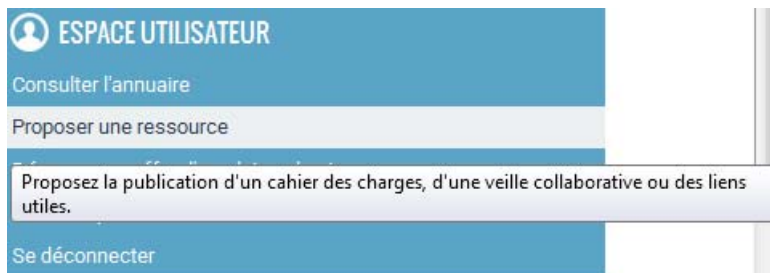 ESPACE UTILISATEUR
Consulter l'annuaire
Proposer une ressource
Proposez la publication d'un cahier des charges, d'une veille collaborative ou des liens
utiles.
Se déconnecter